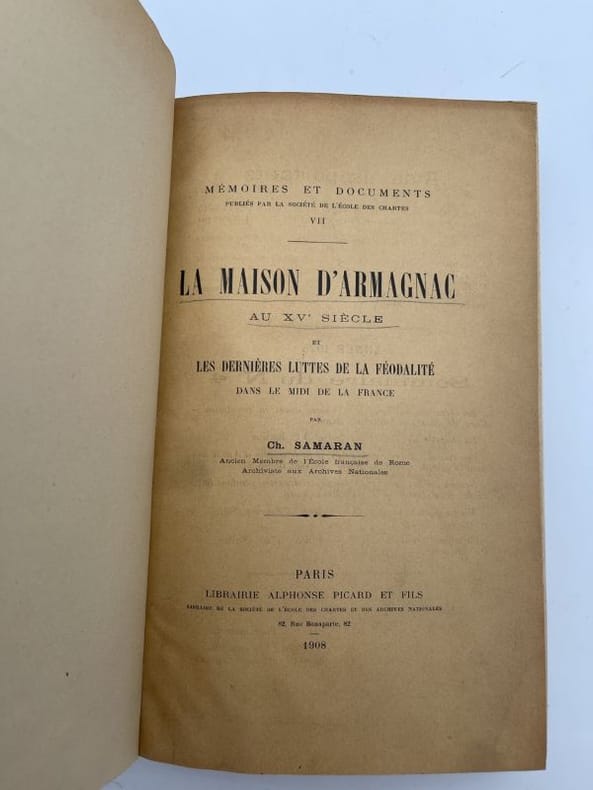 MÉMOIRES ET DOCUMENTS
PUBLIÉS PAR LA SOCIÉTÉ DE L'ÉCOLE DES CHARTES
VII
LA MAISON D'ARMAGNAC
AU XVe SIÈCLE
ET
LES DERNIÈRES LUTTES DE LA FÉODALITÉ
DANS LE MIDI DE LA FRANCE
PAR
Ch. SAMARAN
Ancien Membre de l'École française de Rome
Archiviste aux Archives Nationales
PARIS
LIBRAIRIE ALPHONSE PICARD ET FILS
LIBRAIRE DE LA SOCIÉTÉ DE L'ÉCOLE DES CHARTES ET DES ARCHIVES NATIONALES
82, Rue Bonaparte, 82
1908